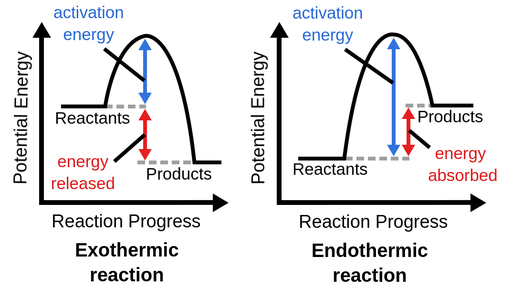 activation
energy
Potential Energy
Reactants
energy
released
Products
Reaction Progress
Exothermic
reaction
activation
energy
Potential Energy
Products
Reactants
energy
absorbed
Reaction Progress
Endothermic
reaction